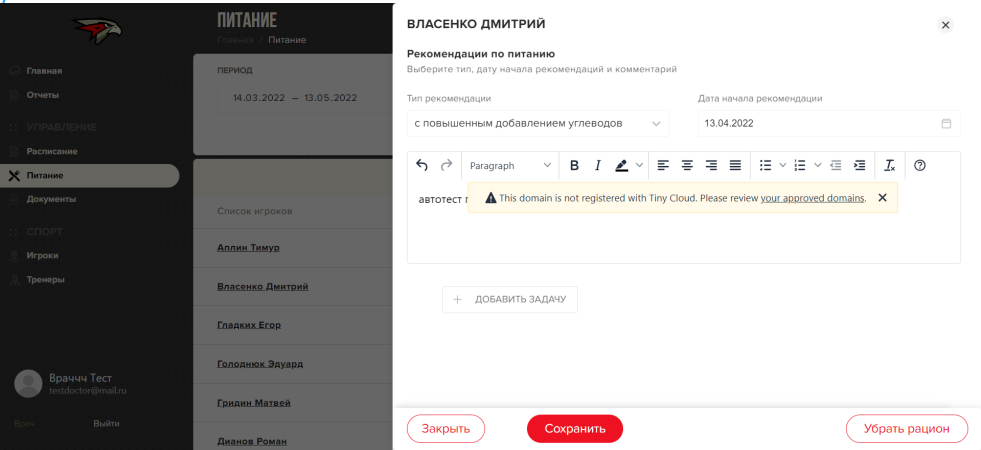 ПИТАНИЕ
Главная / Питание
Главная
Отчеты
УПРАВЛЕНИЕ
Расписание
Питание
Документы
СПОРТ
Игроки
Тренеры
Враччч Тест
testdoctor@mail.ru
Выйти
ПЕРИОД
14.03.2022 – 13.05.2022
Список игроков
Аплин Тимур
Власенко Дмитрий
Гладких Егор
Голоднюк Эдуард
Гридин Матвей
Дианов Роман
ВЛАСЕНКО ДМИТРИЙ
Рекомендации по питанию
Выберите тип, дату начала рекомендаций и комментарий
Тип рекомендации
Дата начала рекомендации
с повышенным добавлением углеводов
13.04.2022
Paragraph B I
автотест
This domain is not registered with Tiny Cloud. Please review your approved domains.
+ ДОБАВИТЬ ЗАДАЧУ
Закрыть
Сохранить
Убрать рацион